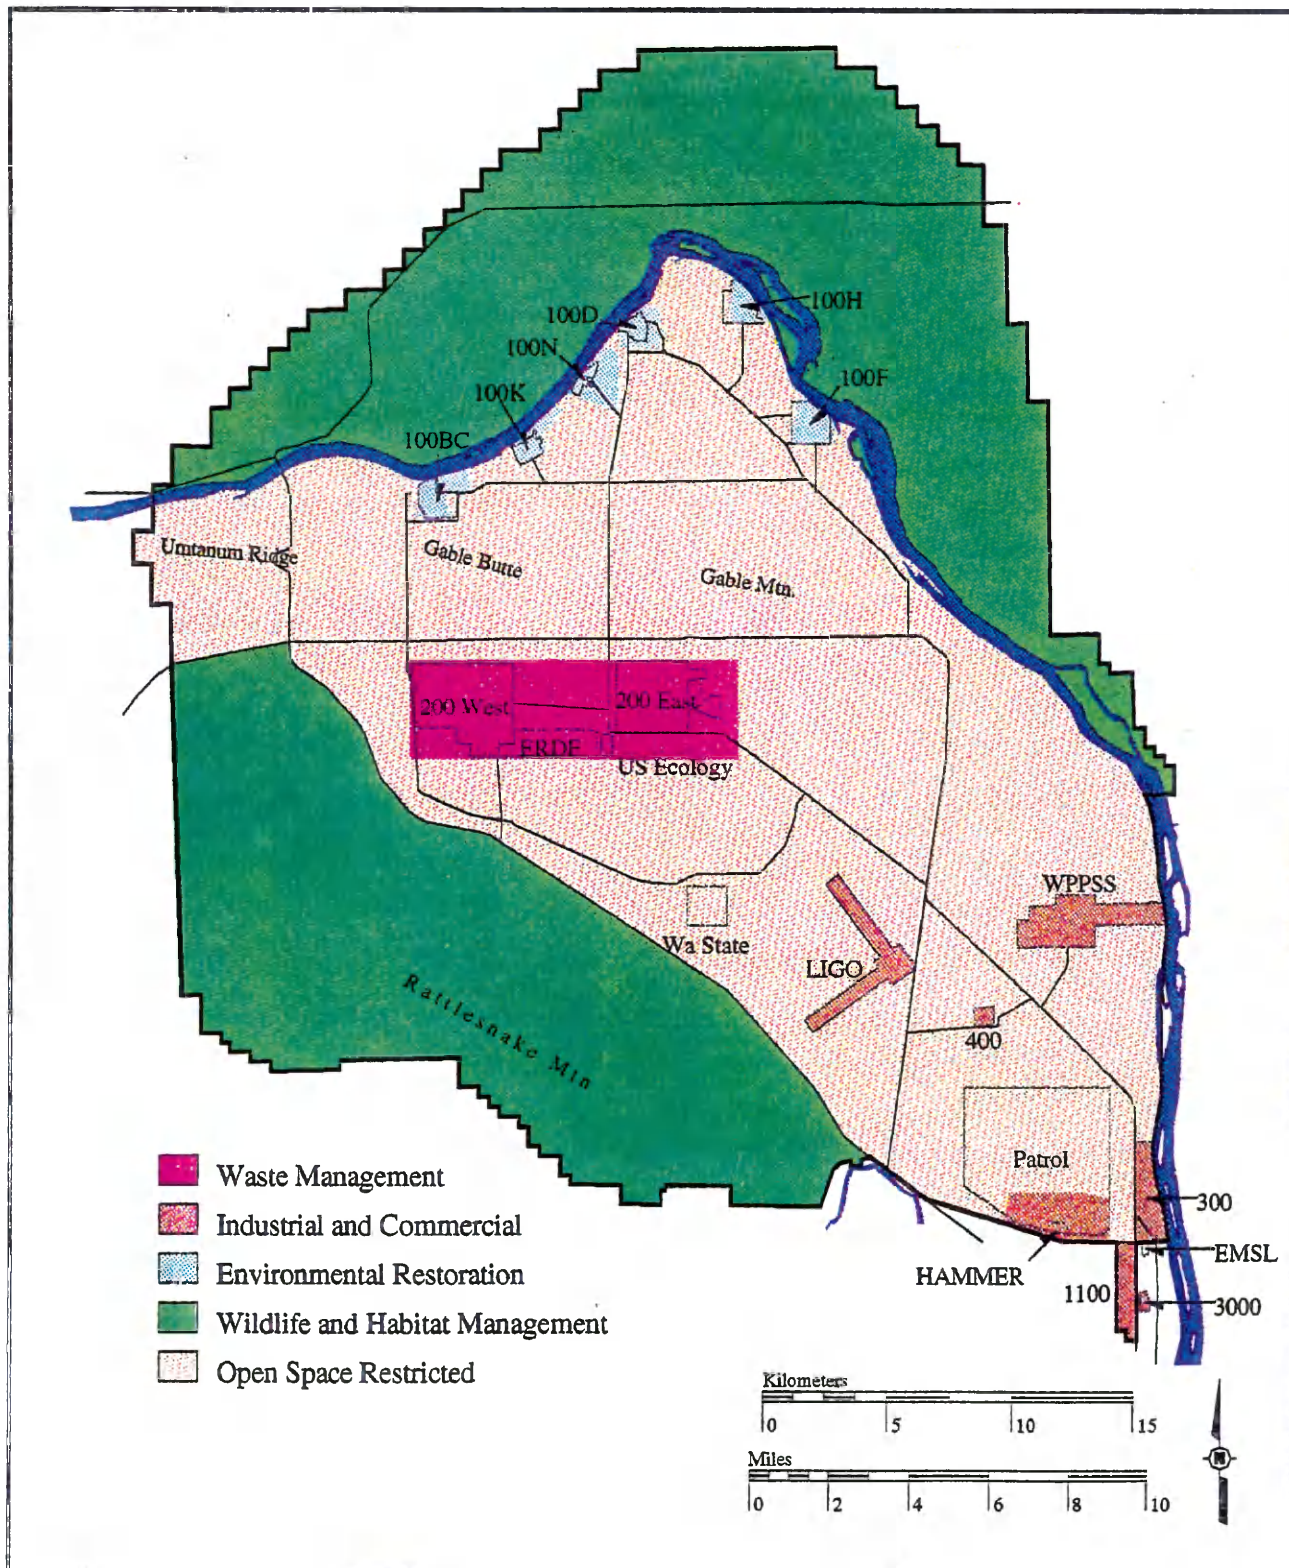 100H
100D
100N
100F
100K
100BC
Umtanum Ridge
Gable Butte
Gable Mtn.
200 West
200 East
ERDF
US Ecology
WPPSS
Wa State
LIGO
Rattlesnake Mtn
400
Patrol
Waste Management
300
Industrial and Commercial
EMSL
HAMMER
Environmental Restoration
1100
3000
Wildlife and Habitat Management
Open Space Restricted
Kilometers
0 5 10 15
Miles
N
0 2 4 6 8 10